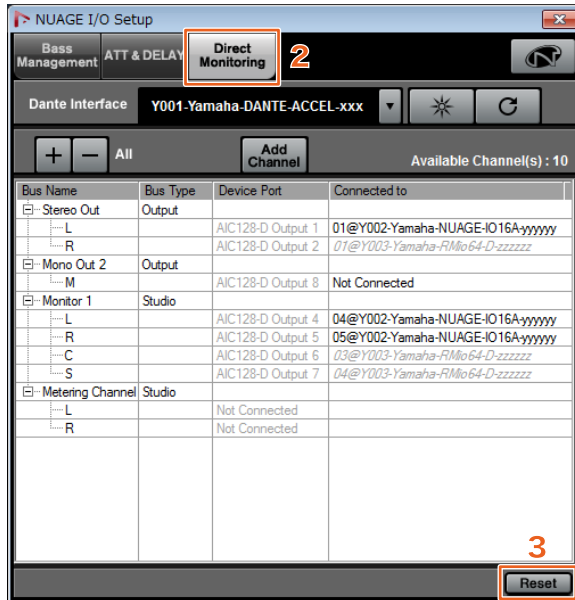 NUAGE I/O Setup
Bass Management ATT & DELAY Direct Monitoring 2
Dante Interface Y001-Yamaha-DANTE-ACCEL-xxx
+ − All Add Channel Available Channel(s) : 10
Bus Name Bus Type Device Port Connected to
Stereo Out Output
L AIC128-D Output 1 01@Y002-Yamaha-NUAGE-IO16A-yyyyyy
R AIC128-D Output 2 01@Y003-Yamaha-RMio64-D-zzzzzz
Mono Out 2 Output
M AIC128-D Output 8 Not Connected
Monitor 1 Studio
L AIC128-D Output 4 04@Y002-Yamaha-NUAGE-IO16A-yyyyyy
R AIC128-D Output 5 05@Y002-Yamaha-NUAGE-IO16A-yyyyyy
C AIC128-D Output 6 03@Y003-Yamaha-RMio64-D-zzzzzz
S AIC128-D Output 7 04@Y003-Yamaha-RMio64-D-zzzzzz
Metering Channel Studio
L Not Connected
R Not Connected
3
Reset